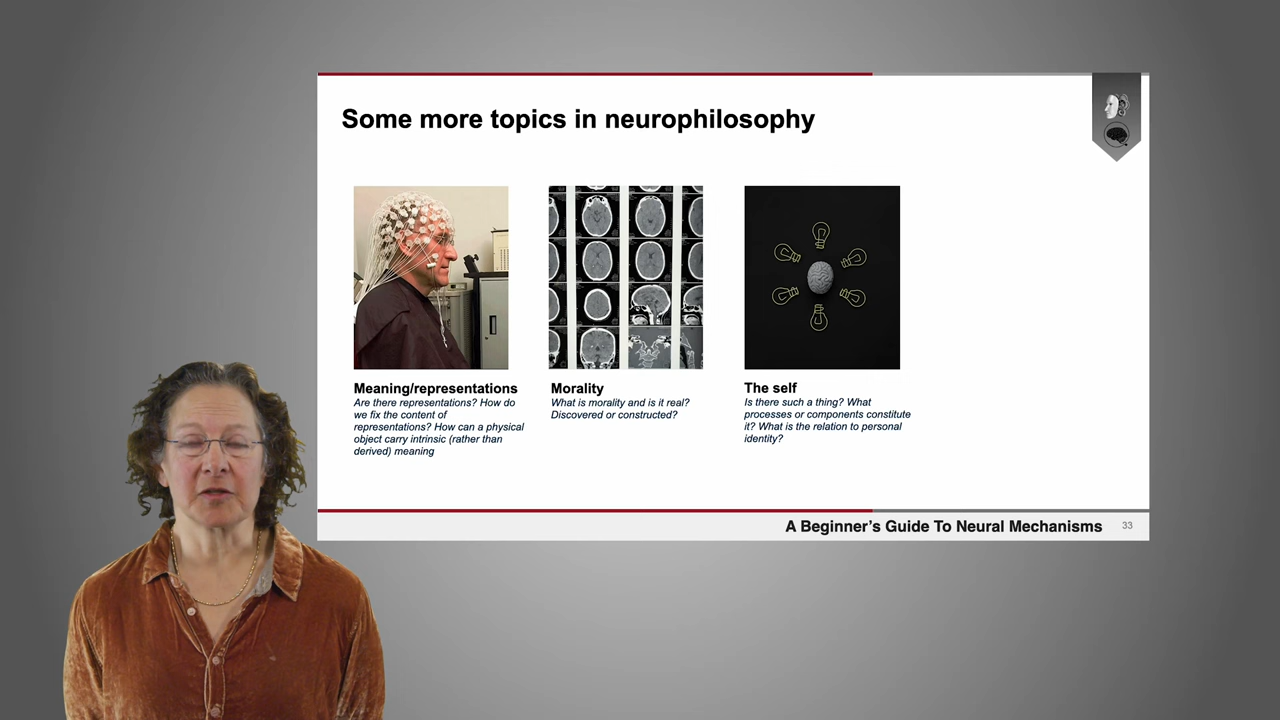 Some more topics in neurophilosophy
Meaning/representations
Are there representations? How do
we fix the content of
representations? How can a physical
object carry intrinsic (rather than
derived) meaning
Morality
What is morality and is it real?
Discovered or constructed?
The self
Is there such a thing? What
processes or components constitute
it? What is the relation to personal
identity?
A Beginner's Guide To Neural Mechanisms
33